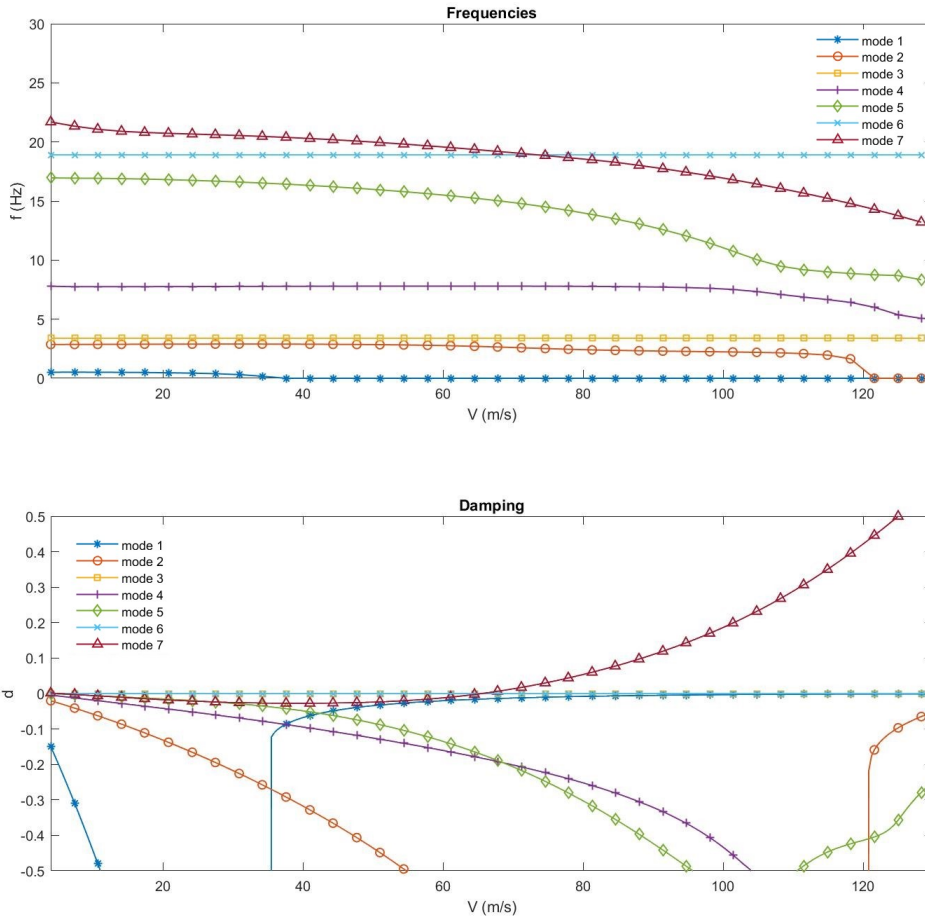 Frequencies
30
25
20
15
10
5
0
f (Hz)
20
40
60
80
100
120
V (m/s)
mode 1
mode 2
mode 3
mode 4
mode 5
mode 6
mode 7
Damping
0.5
0.4
0.3
0.2
0.1
0
-0.1
-0.2
-0.3
-0.4
-0.5
d
20
40
60
80
100
120
V (m/s)
mode 1
mode 2
mode 3
mode 4
mode 5
mode 6
mode 7